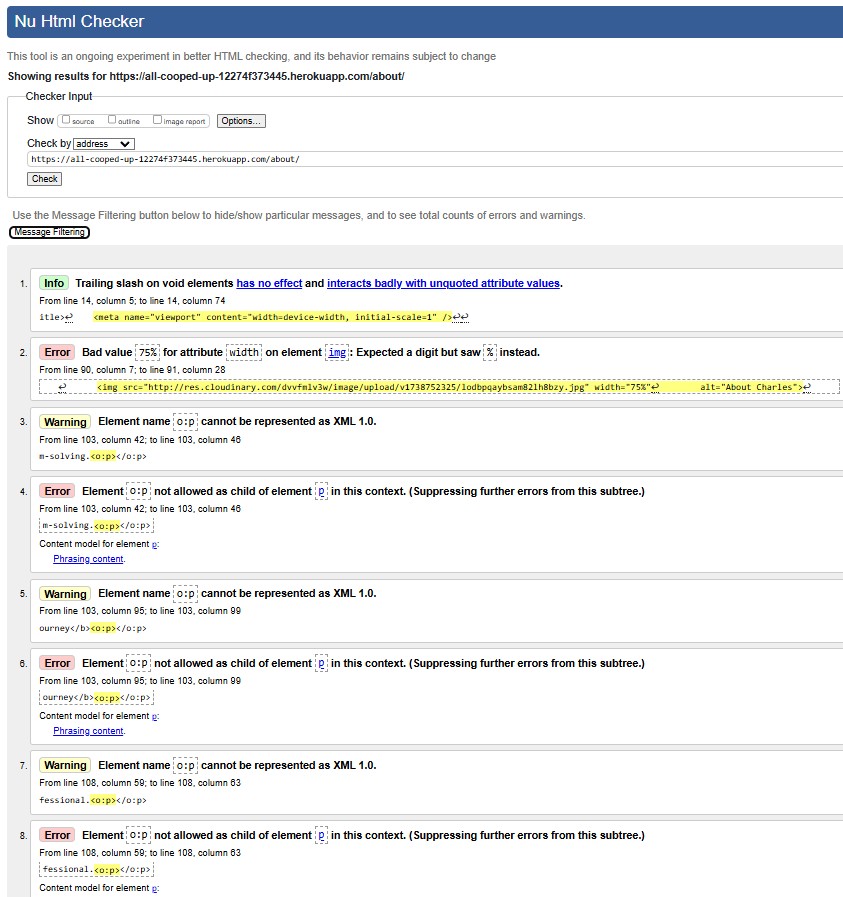 Nu Html Checker
This tool is an ongoing experiment in better HTML checking, and its behavior remains subject to change
Showing results for https://all-cooped-up-12274f373445.herokuapp.com/about/
Checker Input
Show source outline image report Options...
Check by address
https://all-cooped-up-12274f373445.herokuapp.com/about/
Check
Use the Message Filtering button below to hide/show particular messages, and to see total counts of errors and warnings.
Message Filtering
1. Info Trailing slash on void elements has no effect and interacts badly with unquoted attribute values.
From line 14, column 5; to line 14, column 74
itle>↩ <meta name="viewport" content="width=device-width, initial-scale=1" />↩↩
2. Error Bad value 75% for attribute width on element img: Expected a digit but saw % instead.
From line 90, column 7; to line 91, column 28
↩ <img src="http://res.cloudinary.com/dvvfmlv3w/image/upload/v1738752325/lodbpqaybsam82lh8bzy.jpg" width="75%"↩ alt="About Charles">↩
3. Warning Element name o:p cannot be represented as XML 1.0.
From line 103, column 42; to line 103, column 46
m-solving.<o:p></o:p>
4. Error Element o:p not allowed as child of element p in this context. (Suppressing further errors from this subtree.)
From line 103, column 42; to line 103, column 46
m-solving.<o:p></o:p>
Content model for element p:
Phrasing content.
5. Warning Element name o:p cannot be represented as XML 1.0.
From line 103, column 95; to line 103, column 99
ourney</b><o:p></o:p>
6. Error Element o:p not allowed as child of element p in this context. (Suppressing further errors from this subtree.)
From line 103, column 95; to line 103, column 99
ourney</b><o:p></o:p>
Content model for element p:
Phrasing content.
7. Warning Element name o:p cannot be represented as XML 1.0.
From line 108, column 59; to line 108, column 63
fessional.<o:p></o:p>
8. Error Element o:p not allowed as child of element p in this context. (Suppressing further errors from this subtree.)
From line 108, column 59; to line 108, column 63
fessional.<o:p></o:p>
Content model for element p: